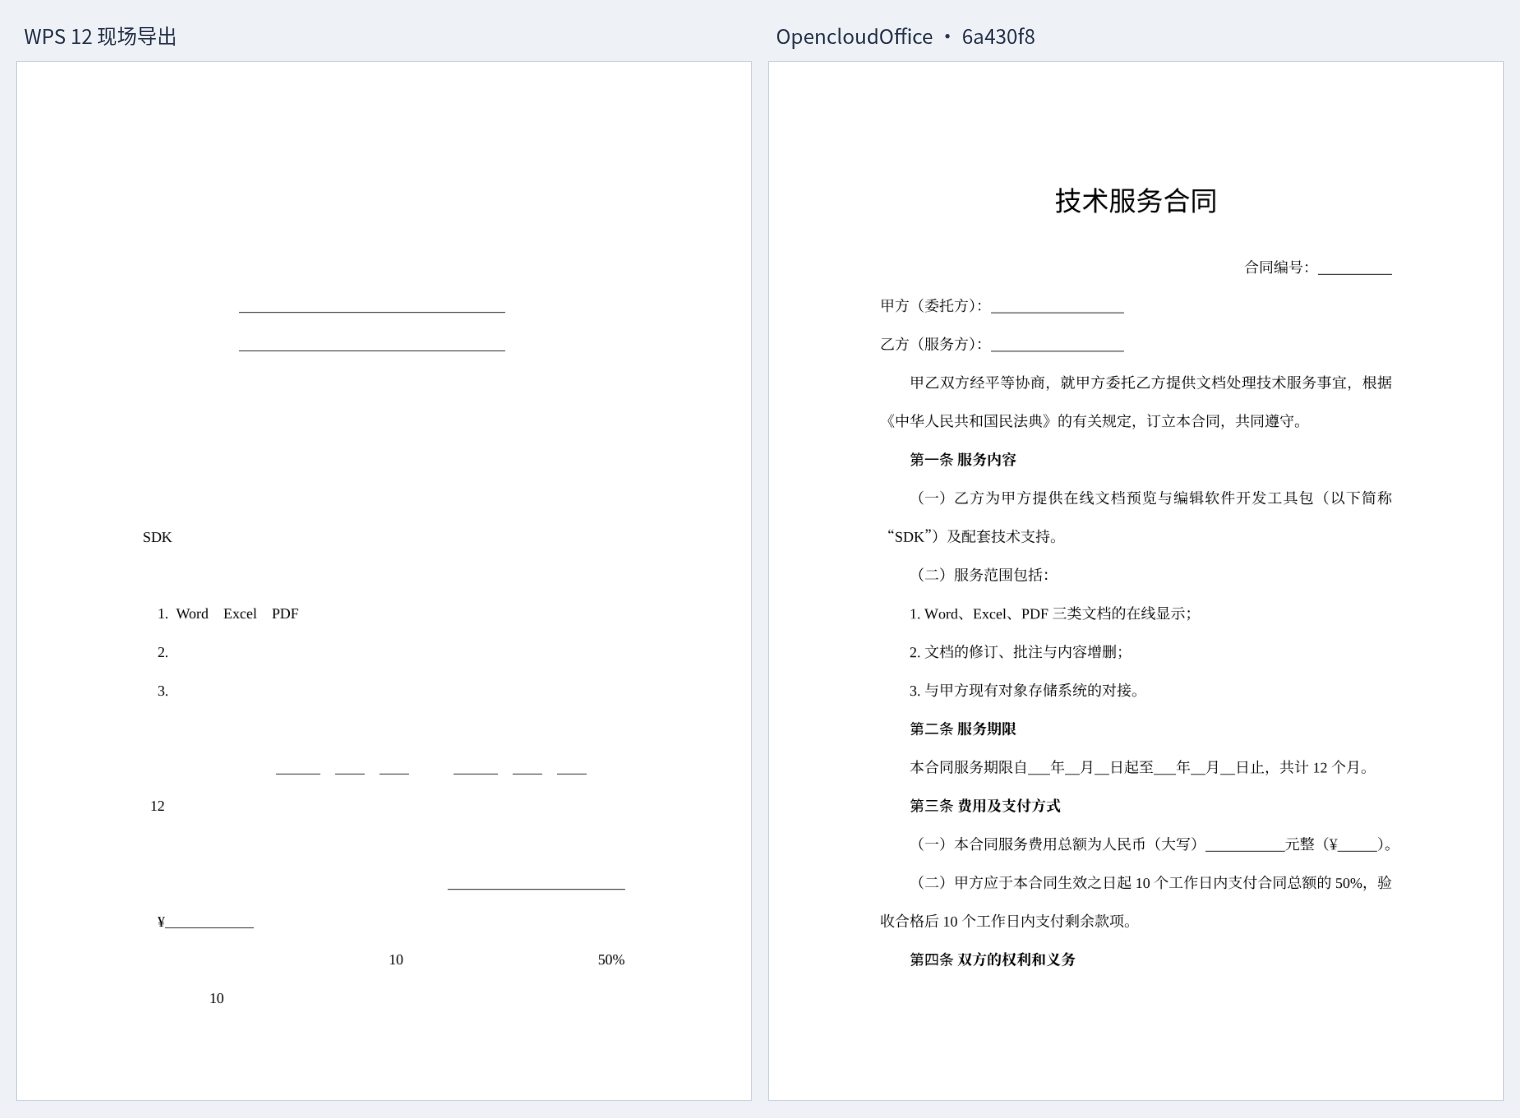 WPS 12 现场导出
SDK
1. Word Excel PDF
2.
3.
12
¥__________
10 50%
10
OpencloudOffice · 6a430f8
技术服务合同
合同编号：__________
甲方（委托方）：__________________
乙方（服务方）：__________________
甲乙双方经平等协商，就甲方委托乙方提供文档处理技术服务事宜，根据
《中华人民共和国民法典》的有关规定，订立本合同，共同遵守。
第一条 服务内容
（一）乙方为甲方提供在线文档预览与编辑软件开发工具包（以下简称
“SDK”）及配套技术支持。
（二）服务范围包括：
1. Word、Excel、PDF 三类文档的在线显示；
2. 文档的修订、批注与内容增删；
3. 与甲方现有对象存储系统的对接。
第二条 服务期限
本合同服务期限自___年__月__日起至___年__月__日止，共计 12 个月。
第三条 费用及支付方式
（一）本合同服务费用总额为人民币（大写）____________元整（¥______）。
（二）甲方应于本合同生效之日起 10 个工作日内支付合同总额的 50%，验
收合格后 10 个工作日内支付剩余款项。
第四条 双方的权利和义务